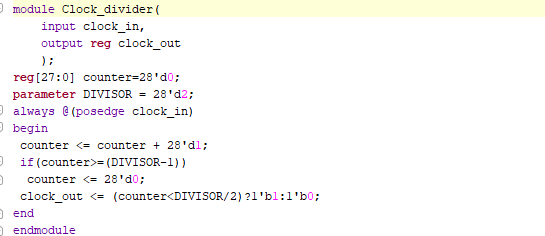 module Clock_divider(
    input clock_in,
    output reg clock_out
    );
reg[27:0] counter=28'd0;
parameter DIVISOR = 28'd2;
always @(posedge clock_in)
begin
 counter <= counter + 28'd1;
 if(counter>=(DIVISOR-1))
  counter <= 28'd0;
 clock_out <= (counter<DIVISOR/2)?1'b1:1'b0;
end
endmodule